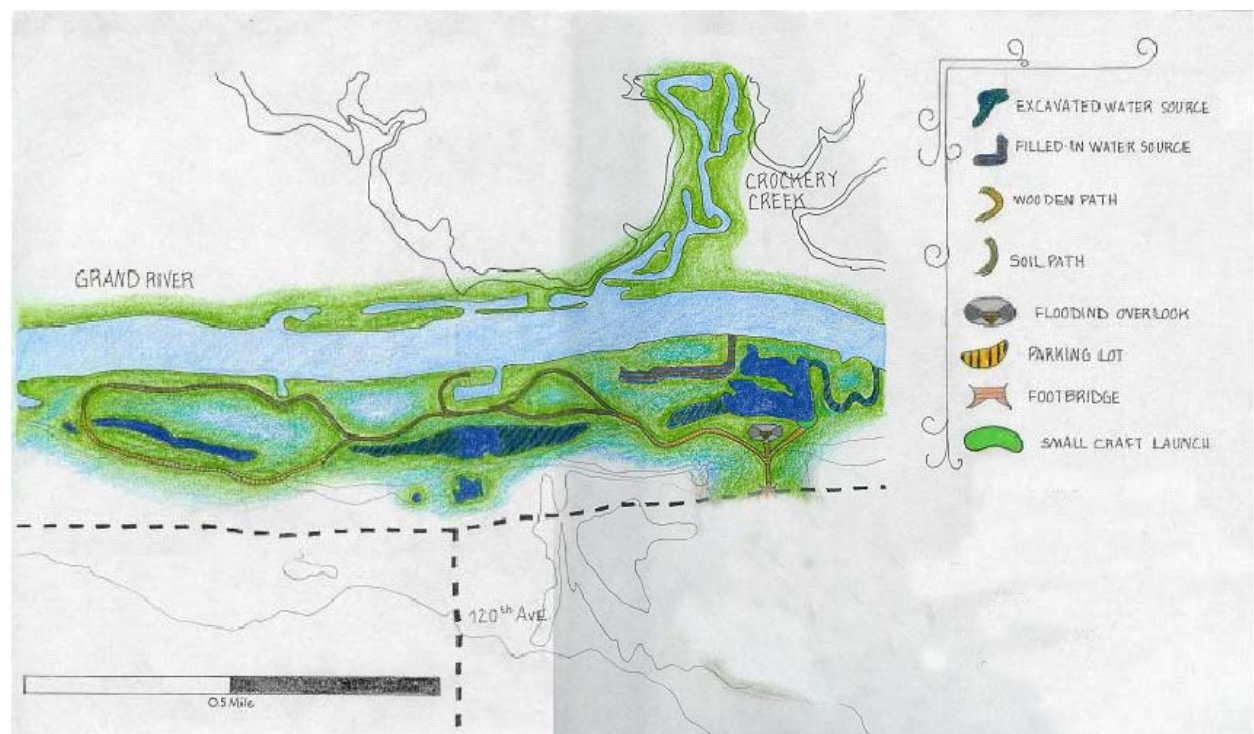 EXCAVATED WATER SOURCE
FILLED-IN WATER SOURCE
WOODEN PATH
SOIL PATH
FLOODIND OVERLOOK
PARKING LOT
FOOTBRIDGE
SMALL CRAFT LAUNCH
CROCKERY
CREEK
GRAND RIVER
120th AVE
0.5 Mile